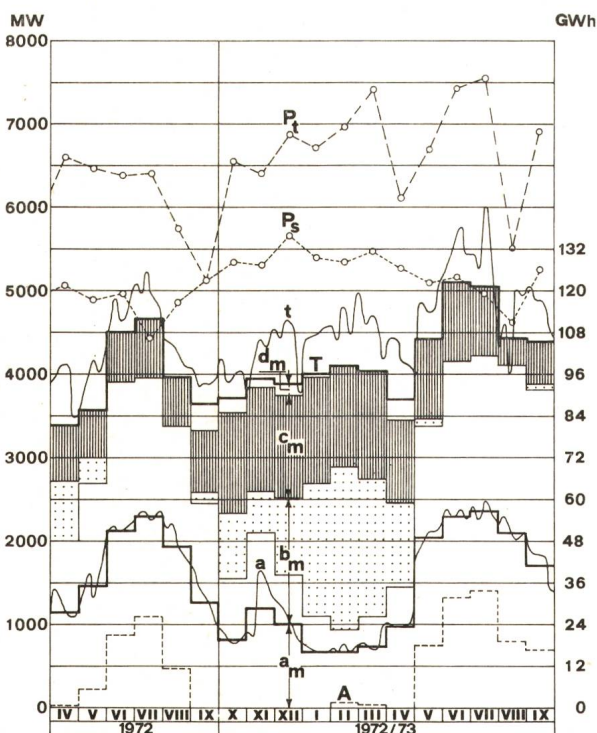 MW GWh
8000
7000
6000
5000
4000
3000
2000
1000
0
132
120
108
96
84
72
60
48
36
24
12
0
Pt
Ps
t
dm T
cm
bm
a
am
A
IV V VI VII VIII IX X XI XII I II III IV V VI VII VIII IX
1972 1972/73